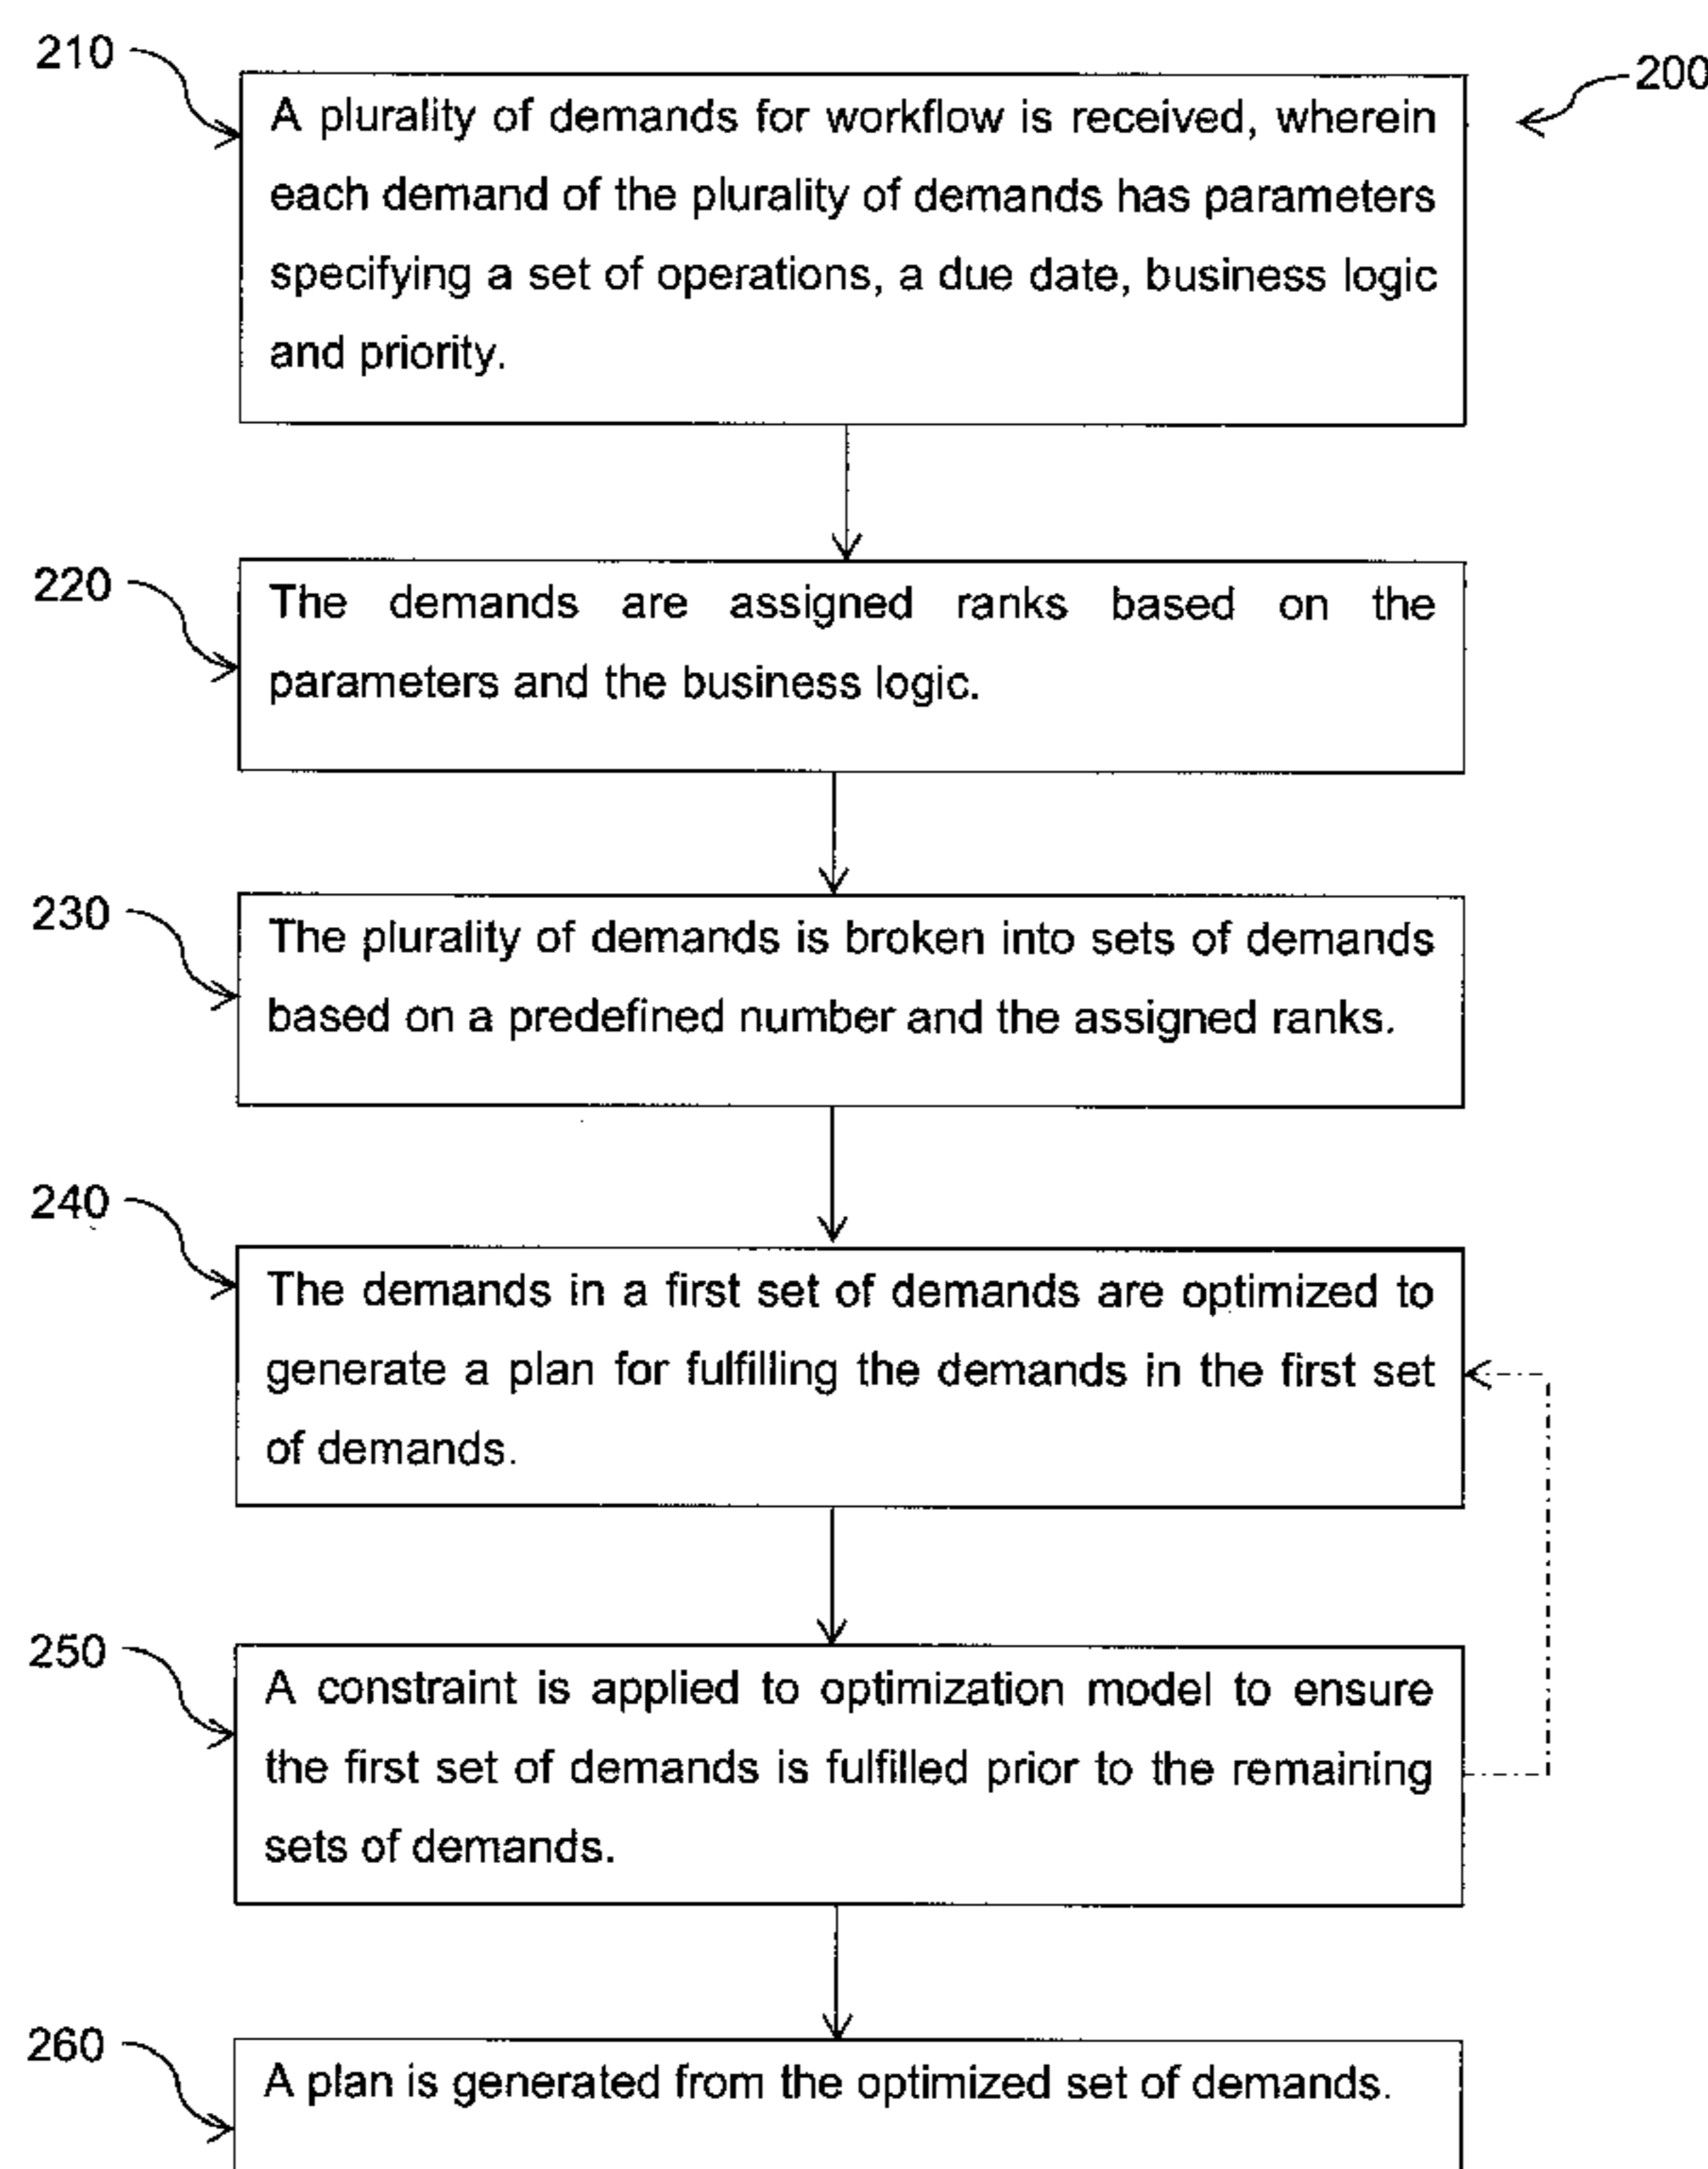 210
200
A plurality of demands for workflow is received, wherein
each demand of the plurality of demands has parameters
specifying a set of operations, a due date, business logic
and priority.
220
The demands are assigned ranks based on the
parameters and the business logic.
230
The plurality of demands is broken into sets of demands
based on a predefined number and the assigned ranks.
240
The demands in a first set of demands are optimized to
generate a plan for fulfilling the demands in the first set
of demands.
250
A constraint is applied to optimization model to ensure
the first set of demands is fulfilled prior to the remaining
sets of demands.
260
A plan is generated from the optimized set of demands.